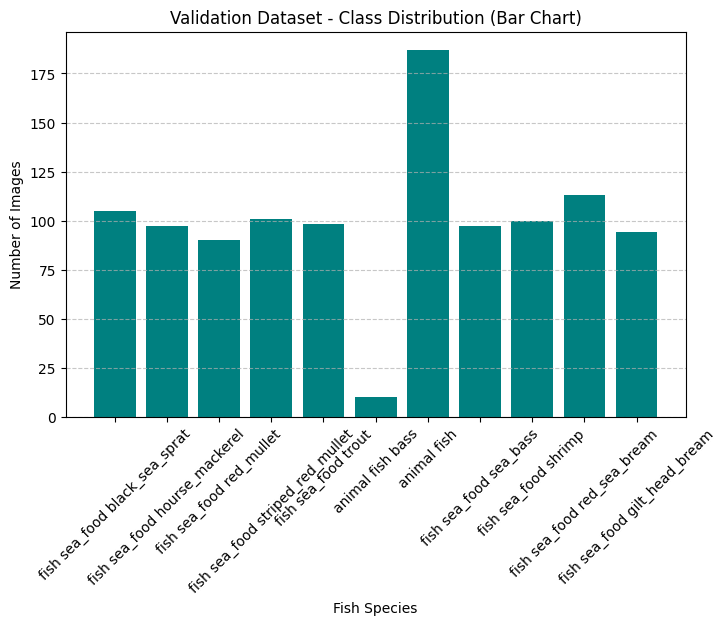 Validation Dataset - Class Distribution (Bar Chart)
Number of Images
175
150
125
100
75
50
25
0
fish sea_food black_sea_sprat
fish sea_food hourse_mackerel
fish sea_food red_mullet
fish sea_food striped_red_mullet
fish sea_food trout
animal fish bass
animal fish
fish sea_food sea_bass
fish sea_food shrimp
fish sea_food red_sea_bream
fish sea_food gilt_head_bream
Fish Species